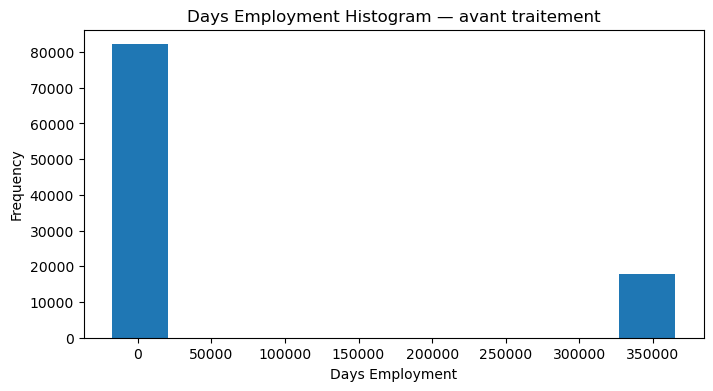 Days Employment Histogram — avant traitement
80000
70000
60000
50000
40000
30000
20000
10000
0
Frequency
0 50000 100000 150000 200000 250000 300000 350000
Days Employment